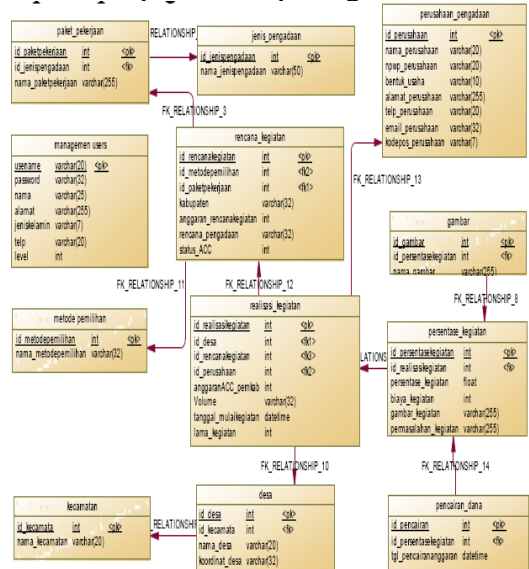 paket_pekerjaan
id_paketpekerjaan int <pk>
id_jenispengadaan int <fk>
nama_paketpekerjaan varchar(255)
RELATIONSHIP_
jenis_pengadaan
id_jenispengadaan int <pk>
nama_jenispengadaan varchar(50)
perusahaan_pengadaan
id_perusahaan int <pk>
nama_perusahaan varchar(20)
npwp_perusahaan varchar(20)
bentuk_usaha varchar(10)
alamat_perusahaan varchar(255)
telp_perusahaan varchar(20)
email_perusahaan varchar(32)
kodepos_perusahaan varchar(7)
FK_RELATIONSHIP_3
managemen users
username varchar(20) <pk>
password varchar(32)
nama varchar(25)
alamat varchar(255)
jeniskelamin varchar(7)
telp varchar(20)
level int
rencana_kegiatan
id_rencanakegiatan int <pk>
id_metodepemilihan int <fk2>
id_paketpekerjaan int <fk1>
kabupaten varchar(32)
anggaran_rencanakegiatan int
rencana_pengadaan varchar(32)
status_ACC int
FK_RELATIONSHIP_13
gambar
id_gambar int <pk>
id_persentasekegiatan int <fk>
nama_gambar varchar(255)
FK_RELATIONSHIP_11
FK_RELATIONSHIP_12
FK_RELATIONSHIP_8
metode pemilihan
id_metodepemilihan int <pk>
nama_metodepemilihan varchar(32)
realisasi_kegiatan
id_realisasikegiatan int <pk>
id_desa int <fk1>
id_rencanakegiatan int <fk3>
id_perusahaan int <fk2>
anggaranACC_pemkab int
Volume varchar(32)
tanggal_mulaikegiatan datetime
lama_kegiatan int
LATIONS
persentase_kegiatan
id_persentasekegiatan int <pk>
id_realisasikegiatan int <fk>
persentase_kegiatan float
biaya_kegiatan int
gambar_kegiatan varchar(255)
permasalahan_kegiatan varchar(255)
FK_RELATIONSHIP_10
FK_RELATIONSHIP_14
kecamatan
id_kecamata int <pk>
nama_kecamatan varchar(20)
_RELATIONSHI
desa
id_desa int <pk>
id_kecamata int <fk>
nama_desa varchar(20)
koordinat_desa varchar(32)
pencairan_dana
id_pencairan int <pk>
id_persentasekegiatan int <fk>
tgl_pencairananggaran datetime